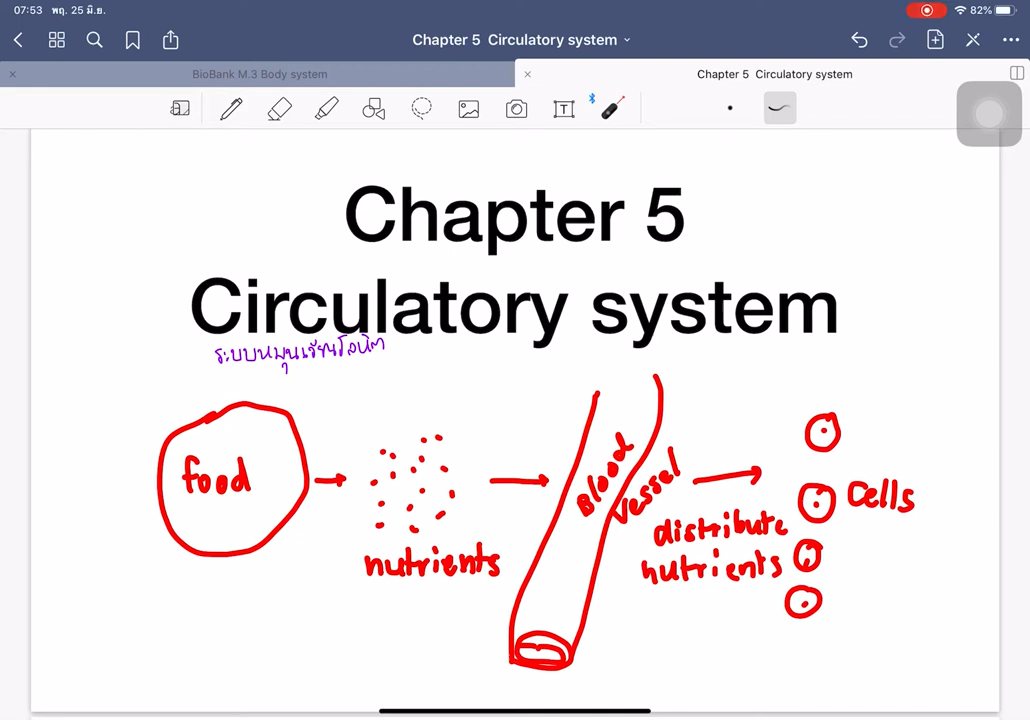 07:53 พฤ. 25 มิ.ย.
82%
Chapter 5 Circulatory system
BioBank M.3 Body system
Chapter 5 Circulatory system
Chapter 5
Circulatory system
ระบบหมุนเวียนโลหิต
food
nutrients
Blood
vessel
distribute
nutrients
Cells